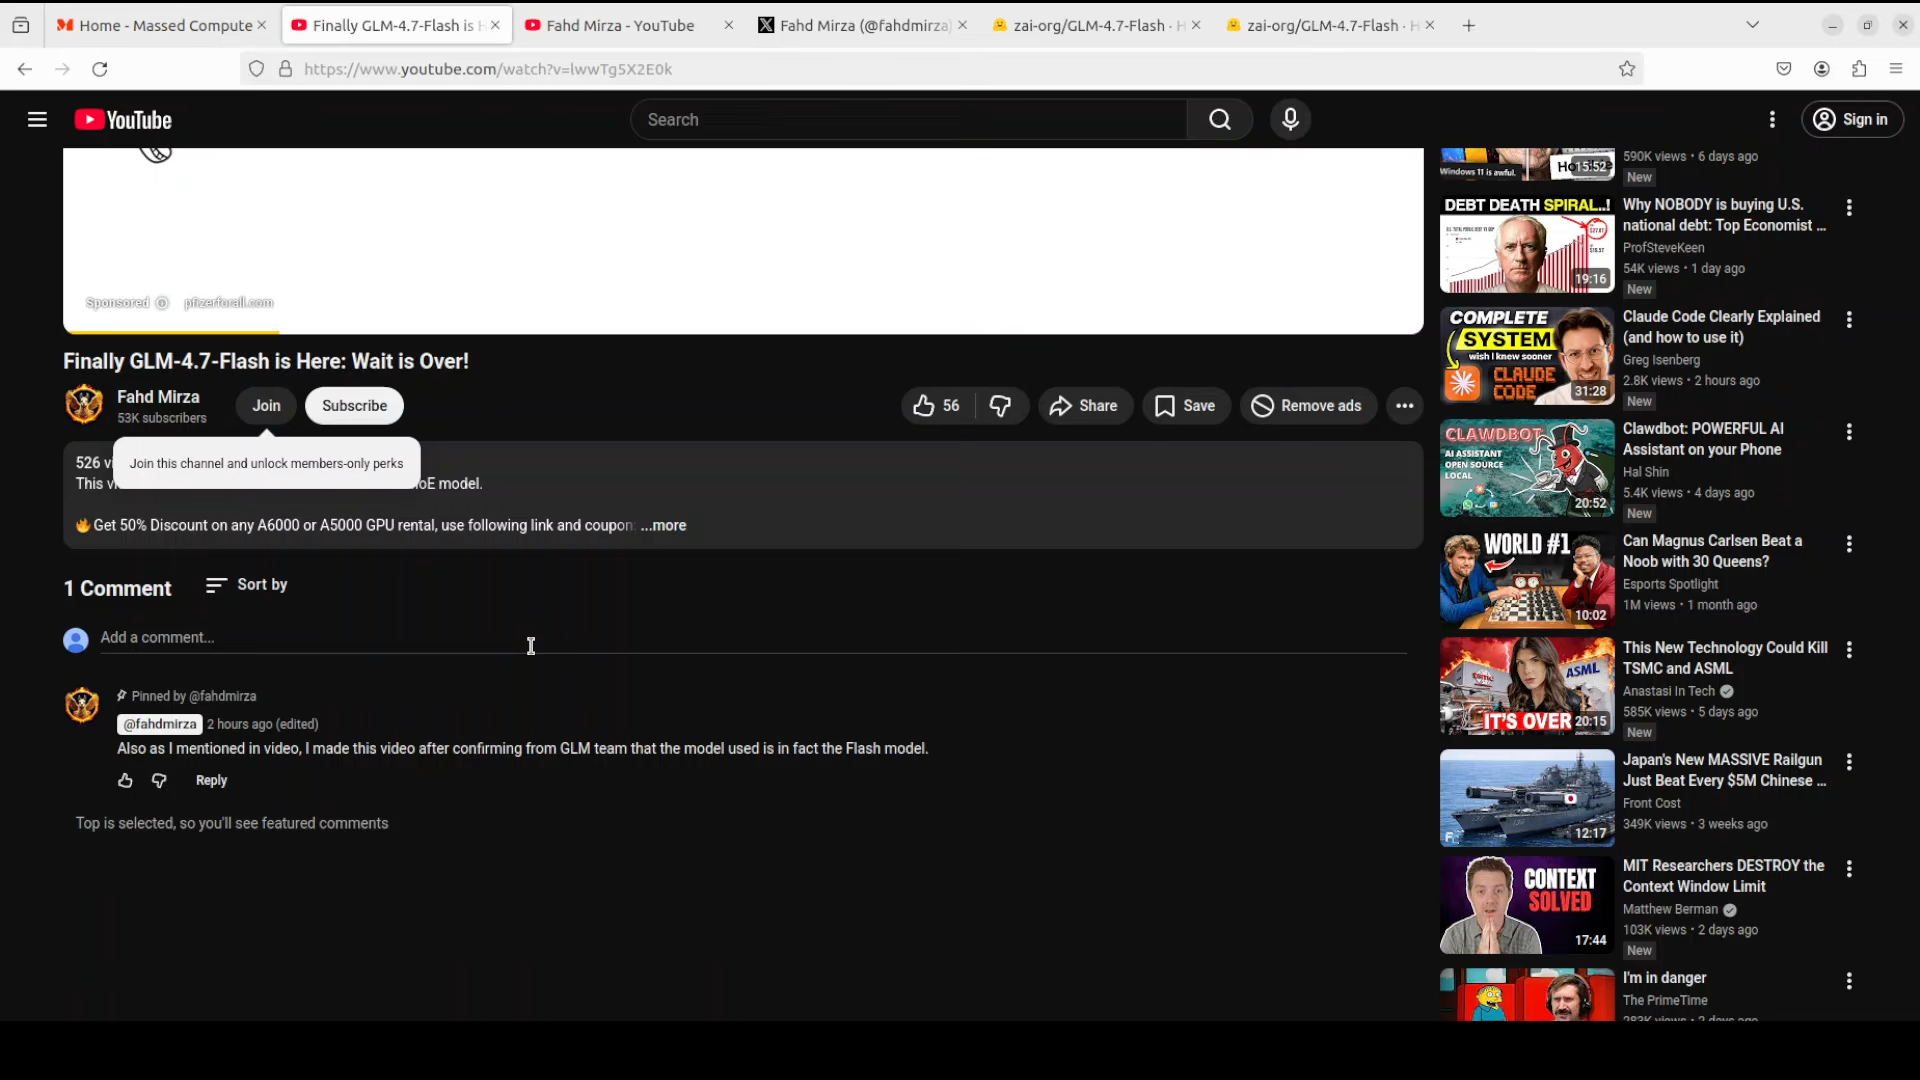 Home - Massed Compute
Finally GLM-4.7-Flash is H
Fahd Mirza - YouTube
Fahd Mirza (@fahdmirza)
zai-org/GLM-4.7-Flash · H
zai-org/GLM-4.7-Flash · H
https://www.youtube.com/watch?v=lwwTg5X2E0k
YouTube
Search
Sign in
Sponsored
pfizerforall.com
Finally GLM-4.7-Flash is Here: Wait is Over!
Fahd Mirza
53K subscribers
Join
Subscribe
56
Share
Save
Remove ads
Join this channel and unlock members-only perks
526 vi
This vi
oE model.
🔥Get 50% Discount on any A6000 or A5000 GPU rental, use following link and coupon: ...more
1 Comment
Sort by
Add a comment...
Pinned by @fahdmirza
@fahdmirza 2 hours ago (edited)
Also as I mentioned in video, I made this video after confirming from GLM team that the model used is in fact the Flash model.
Reply
Top is selected, so you'll see featured comments
Windows 11 is awful.
15:52
590K views • 6 days ago
New
DEBT DEATH SPIRAL..!
19:16
Why NOBODY is buying U.S.
national debt: Top Economist ...
ProfSteveKeen
54K views • 1 day ago
New
COMPLETE
SYSTEM
wish I knew sooner
CLAUDE
CODE
31:28
Claude Code Clearly Explained
(and how to use it)
Greg Isenberg
2.8K views • 2 hours ago
New
CLAWDBOT
AI ASSISTANT
OPEN SOURCE
LOCAL
20:52
Clawdbot: POWERFUL AI
Assistant on your Phone
Hal Shin
5.4K views • 4 days ago
New
WORLD #1
10:02
Can Magnus Carlsen Beat a
Noob with 30 Queens?
Esports Spotlight
1M views • 1 month ago
tsmc
ASML
IT'S OVER
20:15
This New Technology Could Kill
TSMC and ASML
Anastasi In Tech
585K views • 5 days ago
New
12:17
Japan's New MASSIVE Railgun
Just Beat Every $5M Chinese ...
Front Cost
349K views • 3 weeks ago
CONTEXT
SOLVED
17:44
MIT Researchers DESTROY the
Context Window Limit
Matthew Berman
103K views • 2 days ago
New
I'm in danger
The PrimeTime